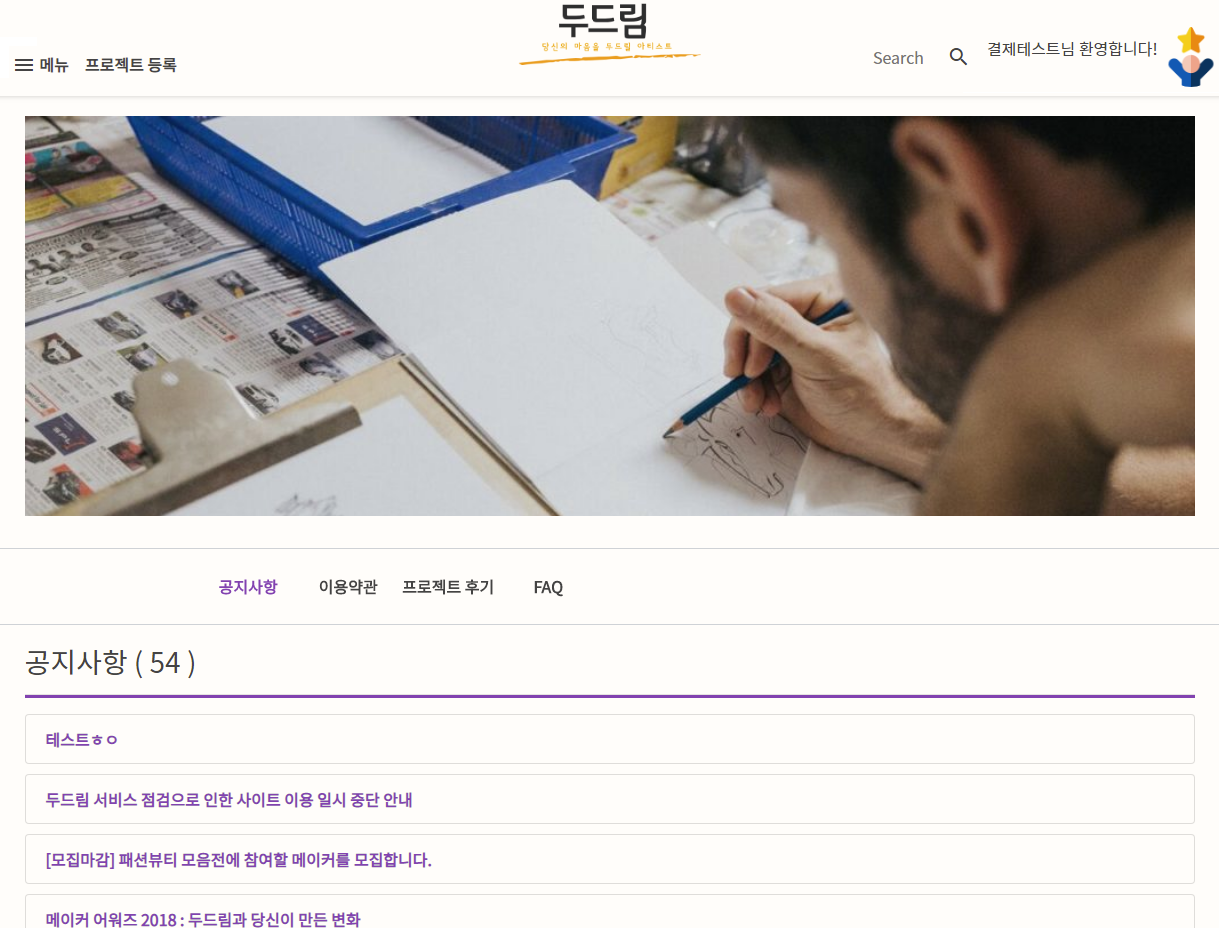 두드림
당신의 마음을 두드릴 아티스트
메뉴 프로젝트 등록
Search
결제테스트님 환영합니다!
공지사항 이용약관 프로젝트 후기 FAQ
공지사항 ( 54 )
테스트ㅎㅇ
두드림 서비스 점검으로 인한 사이트 이용 일시 중단 안내
[모집마감] 패션뷰티 모음전에 참여할 메이커를 모집합니다.
메이커 어워즈 2018 : 두드림과 당신이 만든 변화